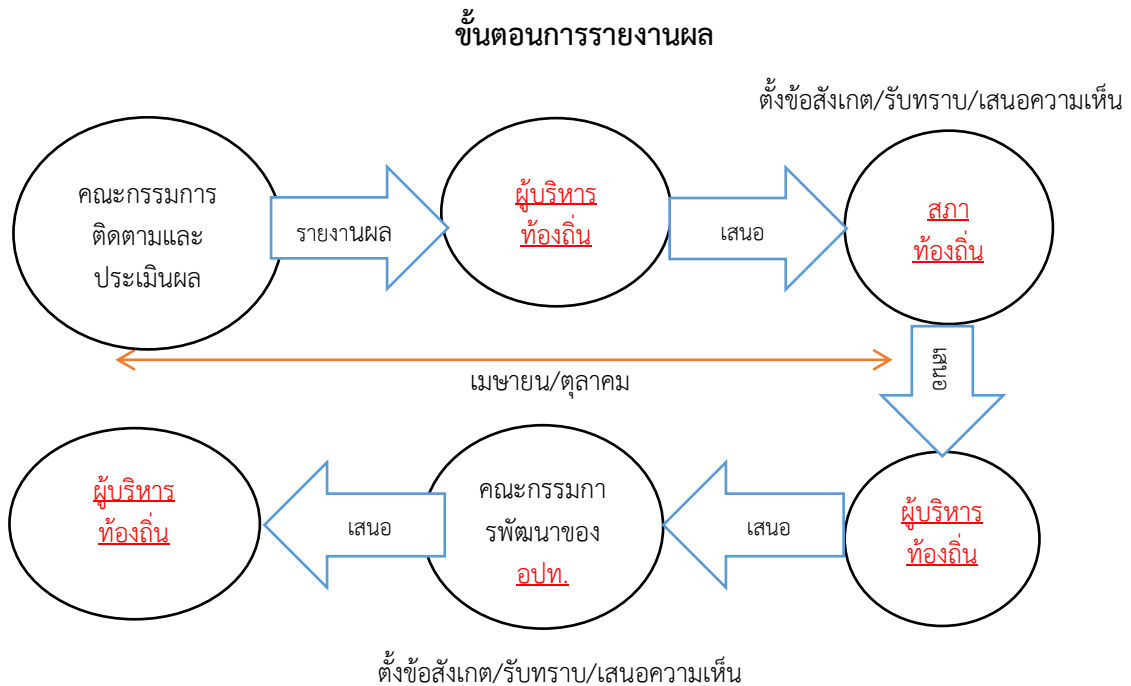 ขั้นตอนการรายงานผล
ตั้งข้อสังเกต/รับทราบ/เสนอความเห็น
คณะกรรมการ
ติดตามและ
ประเมินผล
รายงานผล
ผู้บริหาร
ท้องถิ่น
เสนอ
สภา
ท้องถิ่น
เมษายน/ตุลาคม
เสนอ
ผู้บริหาร
ท้องถิ่น
เสนอ
คณะกรรมกา
รพัฒนาของ
อปท.
เสนอ
ผู้บริหาร
ท้องถิ่น
ตั้งข้อสังเกต/รับทราบ/เสนอความเห็น